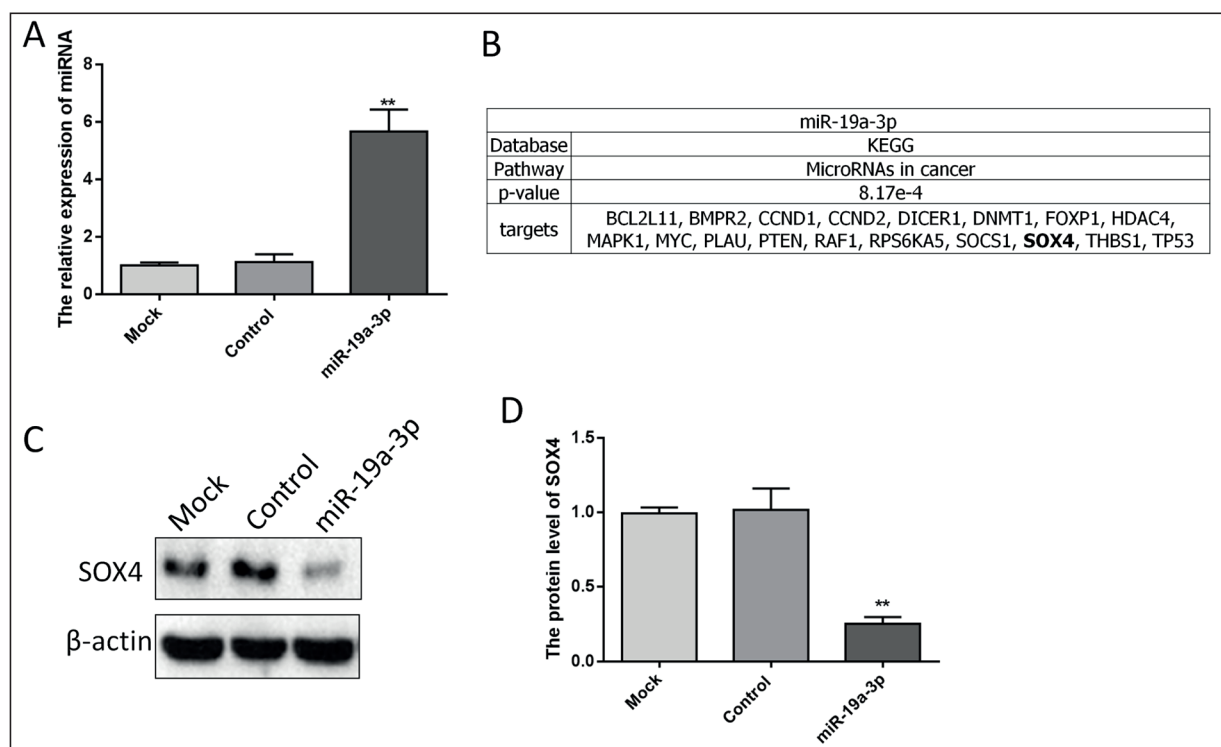 A
The relative expression of miRNA
8
6
4
2
0
**
Mock
Control
miR-19a-3p
B
miR-19a-3p
Database KEGG
Pathway MicroRNAs in cancer
p-value 8.17e-4
targets BCL2L11, BMPR2, CCND1, CCND2, DICER1, DNMT1, FOXP1, HDAC4,
MAPK1, MYC, PLAU, PTEN, RAF1, RPS6KA5, SOCS1, SOX4, THBS1, TP53
C
Mock
Control
miR-19a-3p
SOX4
β-actin
D
The protein level of SOX4
1.5
1.0
0.5
0.0
**
Mock
Control
miR-19a-3p